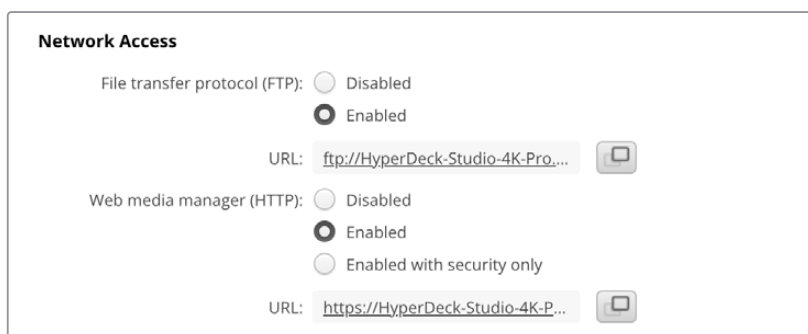 Network Access
File transfer protocol (FTP): Disabled
Enabled
URL: ftp://HyperDeck-Studio-4K-Pro....
Web media manager (HTTP): Disabled
Enabled
Enabled with security only
URL: https://HyperDeck-Studio-4K-P...